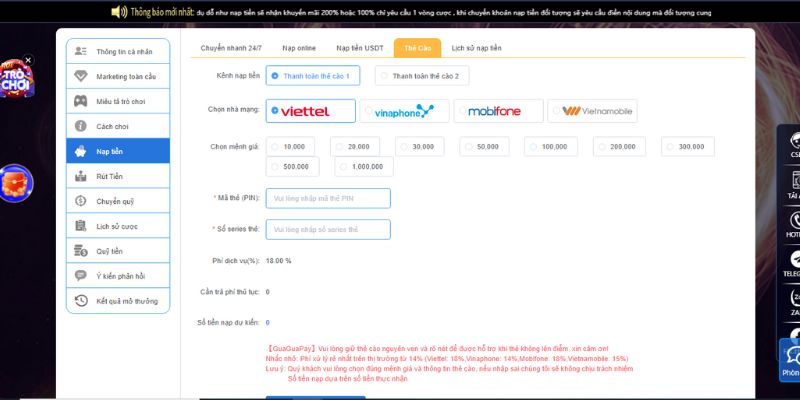 Thông báo mới nhất: dụ dỗ như nạp tiền sẽ nhận khuyến mãi 200% hoặc 100% chỉ yêu cầu 1 vòng cược, khi chuyển khoản nạp tiền đối tượng sẽ yêu cầu điền nội dung mà đối tượng cung
HOT
TRÒ CHƠI
Thông tin cá nhân
Marketing toàn cầu
Miêu tả trò chơi
Cách chơi
Nạp tiền
Rút Tiền
Chuyển quỹ
Lịch sử cược
Quỹ tiền
Ý kiến phản hồi
Kết quả mở thưởng
Chuyển nhanh 24/7 Nạp online Nạp tiền USDT Thẻ Cào Lịch sử nạp tiền
Kênh nạp tiền Thanh toán thẻ cào 1 Thanh toán thẻ cào 2
Chọn nhà mạng: viettel vinaphone mobifone Vietnamobile
Chọn mệnh giá: 10,000 20,000 30,000 50,000 100,000 200,000 300,000
500,000 1,000,000
* Mã thẻ (PIN): Vui lòng nhập mã thẻ PIN
* Số series thẻ: Vui lòng nhập số series thẻ
Phí dịch vụ(%): 18.00 %
Cần trả phí thủ tục: 0
Số tiền nạp dự kiến: 0
【GuaGuaPay】Vui lòng giữ thẻ cào nguyên vẹn và rõ nét để được hỗ trợ khi thẻ không lên điểm. xin cảm ơn!
Nhắc nhở: Phí xử lý rẻ nhất trên thị trường từ 14% (Viettel: 18%,Vinaphone: 14%,Mobifone: 18%,Vietnamobile: 15%)
Lưu ý: Quý khách vui lòng chọn đúng mệnh giá và thông tin thẻ cào, nếu nhập sai chúng tôi sẽ không chịu trách nhiệm
Số tiền nạp dựa trên số tiền thực nhận
CSK
TẢI A
HOTL
TELEG
Za
ZA
Phòn